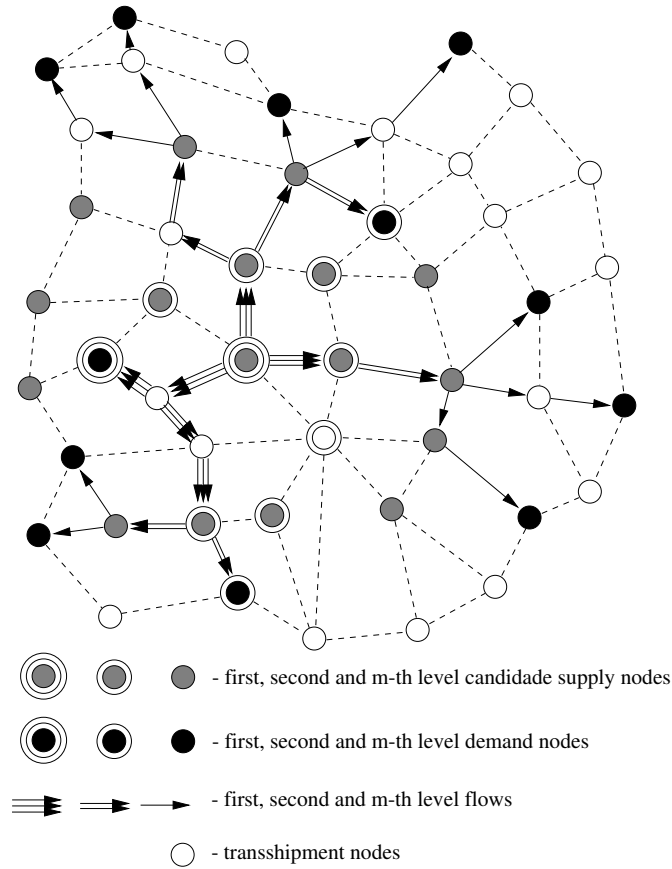 - first, second and m-th level candidade supply nodes
- first, second and m-th level demand nodes
- first, second and m-th level flows
- transshipment nodes